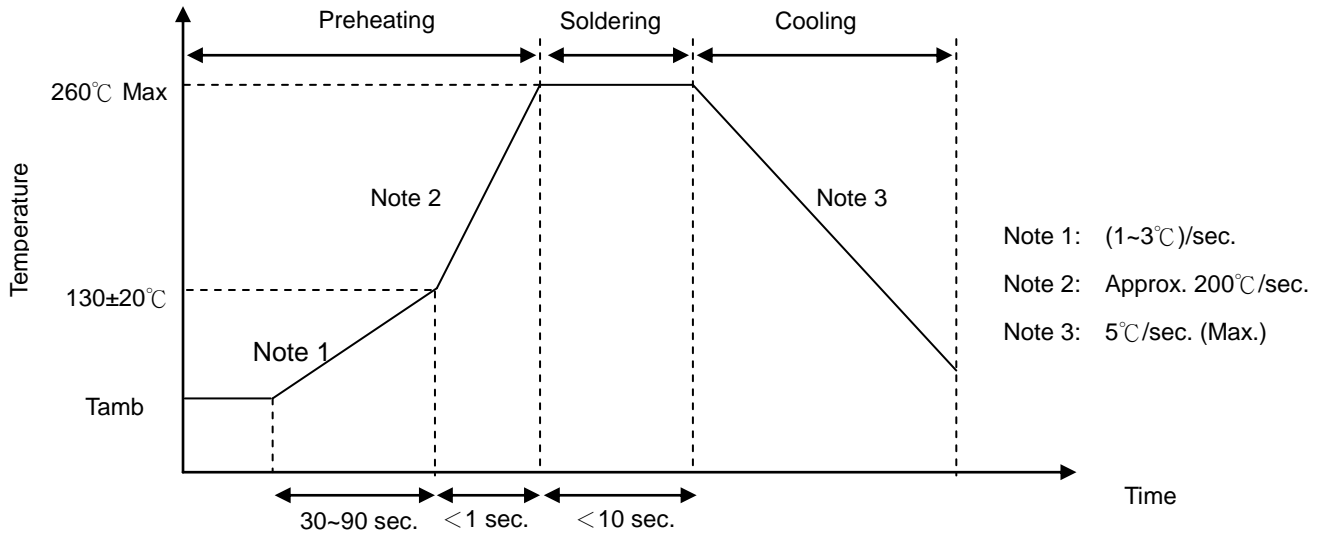 Preheating
Soldering
Cooling
260℃ Max
Temperature
Note 2
Note 3
130±20℃
Note 1
Tamb
Note 1: (1~3℃)/sec.
Note 2: Approx. 200℃/sec.
Note 3: 5℃/sec. (Max.)
Time
30~90 sec.
＜1 sec.
＜10 sec.